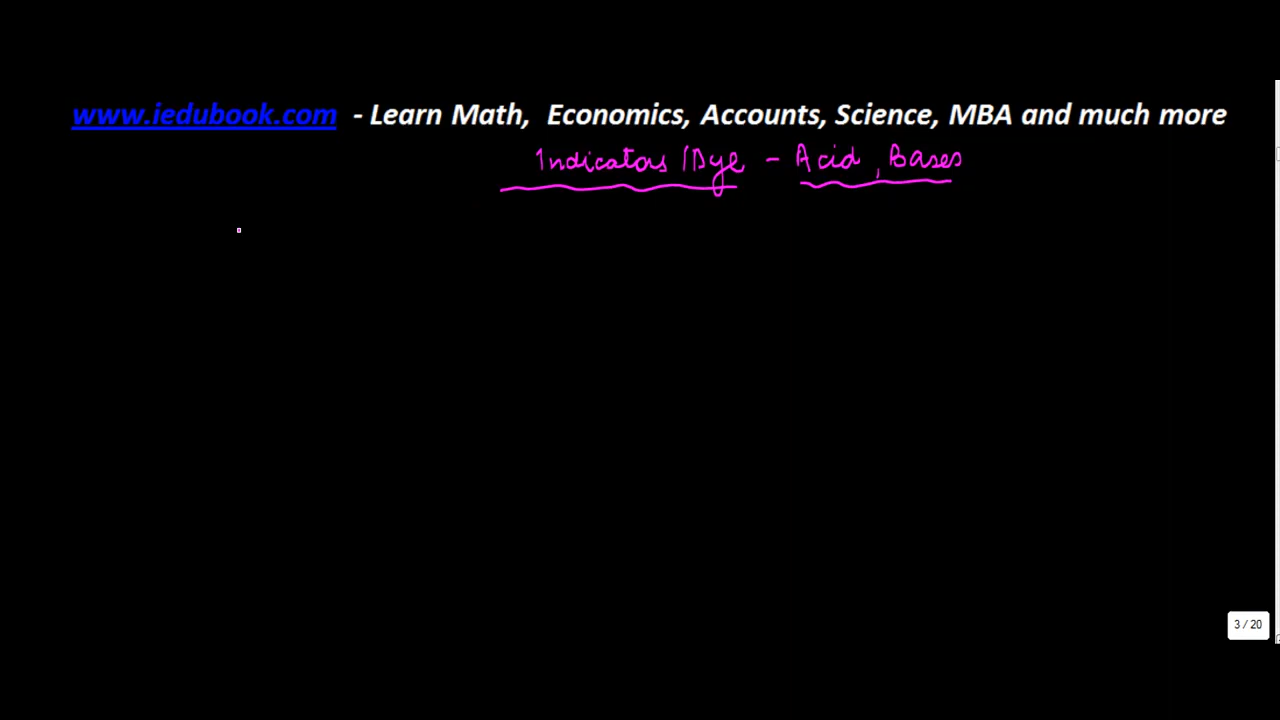 www.iedubook.com - Learn Math, Economics, Accounts, Science, MBA and much more
Indicators / Dye - Acid, Bases
3 / 20